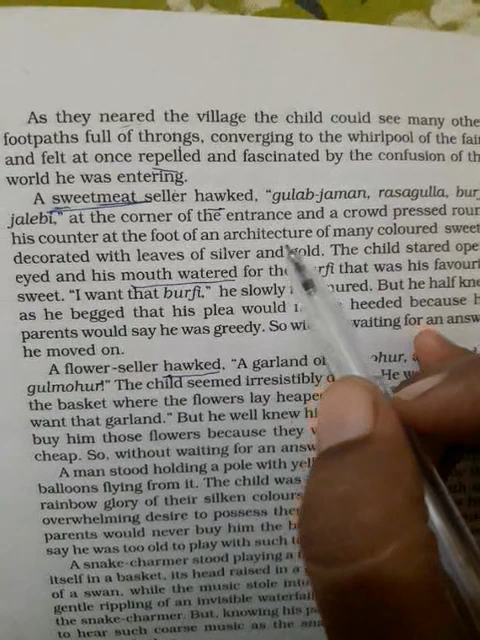 As they neared the village the child could see many othe
footpaths full of throngs, converging to the whirlpool of the fai
and felt at once repelled and fascinated by the confusion of th
world he was entering.
A sweetmeat seller hawked, “gulab-jaman, rasagulla, bur
jalebi,” at the corner of the entrance and a crowd pressed roun
his counter at the foot of an architecture of many coloured sweet
decorated with leaves of silver and gold. The child stared ope
eyed and his mouth watered for the burfi that was his favouri
sweet. “I want that burfi,” he slowly murmured. But he half kne
as he begged that his plea would heeded because h
parents would say he was greedy. So waiting for an answ
he moved on.
A flower-seller hawked, “A garland of
gulmohur!” The child seemed irresistibly
the basket where the flowers lay heape
want that garland.” But he well knew hi
buy him those flowers because they
cheap. So, without waiting for an answ
A man stood holding a pole with yell
balloons flying from it. The child was
rainbow glory of their silken colours
overwhelming desire to possess the
parents would never buy him the b
say he was too old to play with such t
A snake-charmer stood playing a
itself in a basket, its head raised in a
of a swan, while the music stole into
gentle rippling of an invisible waterfal
the snake-charmer. But, knowing his p
to hear such coarse music as the sna